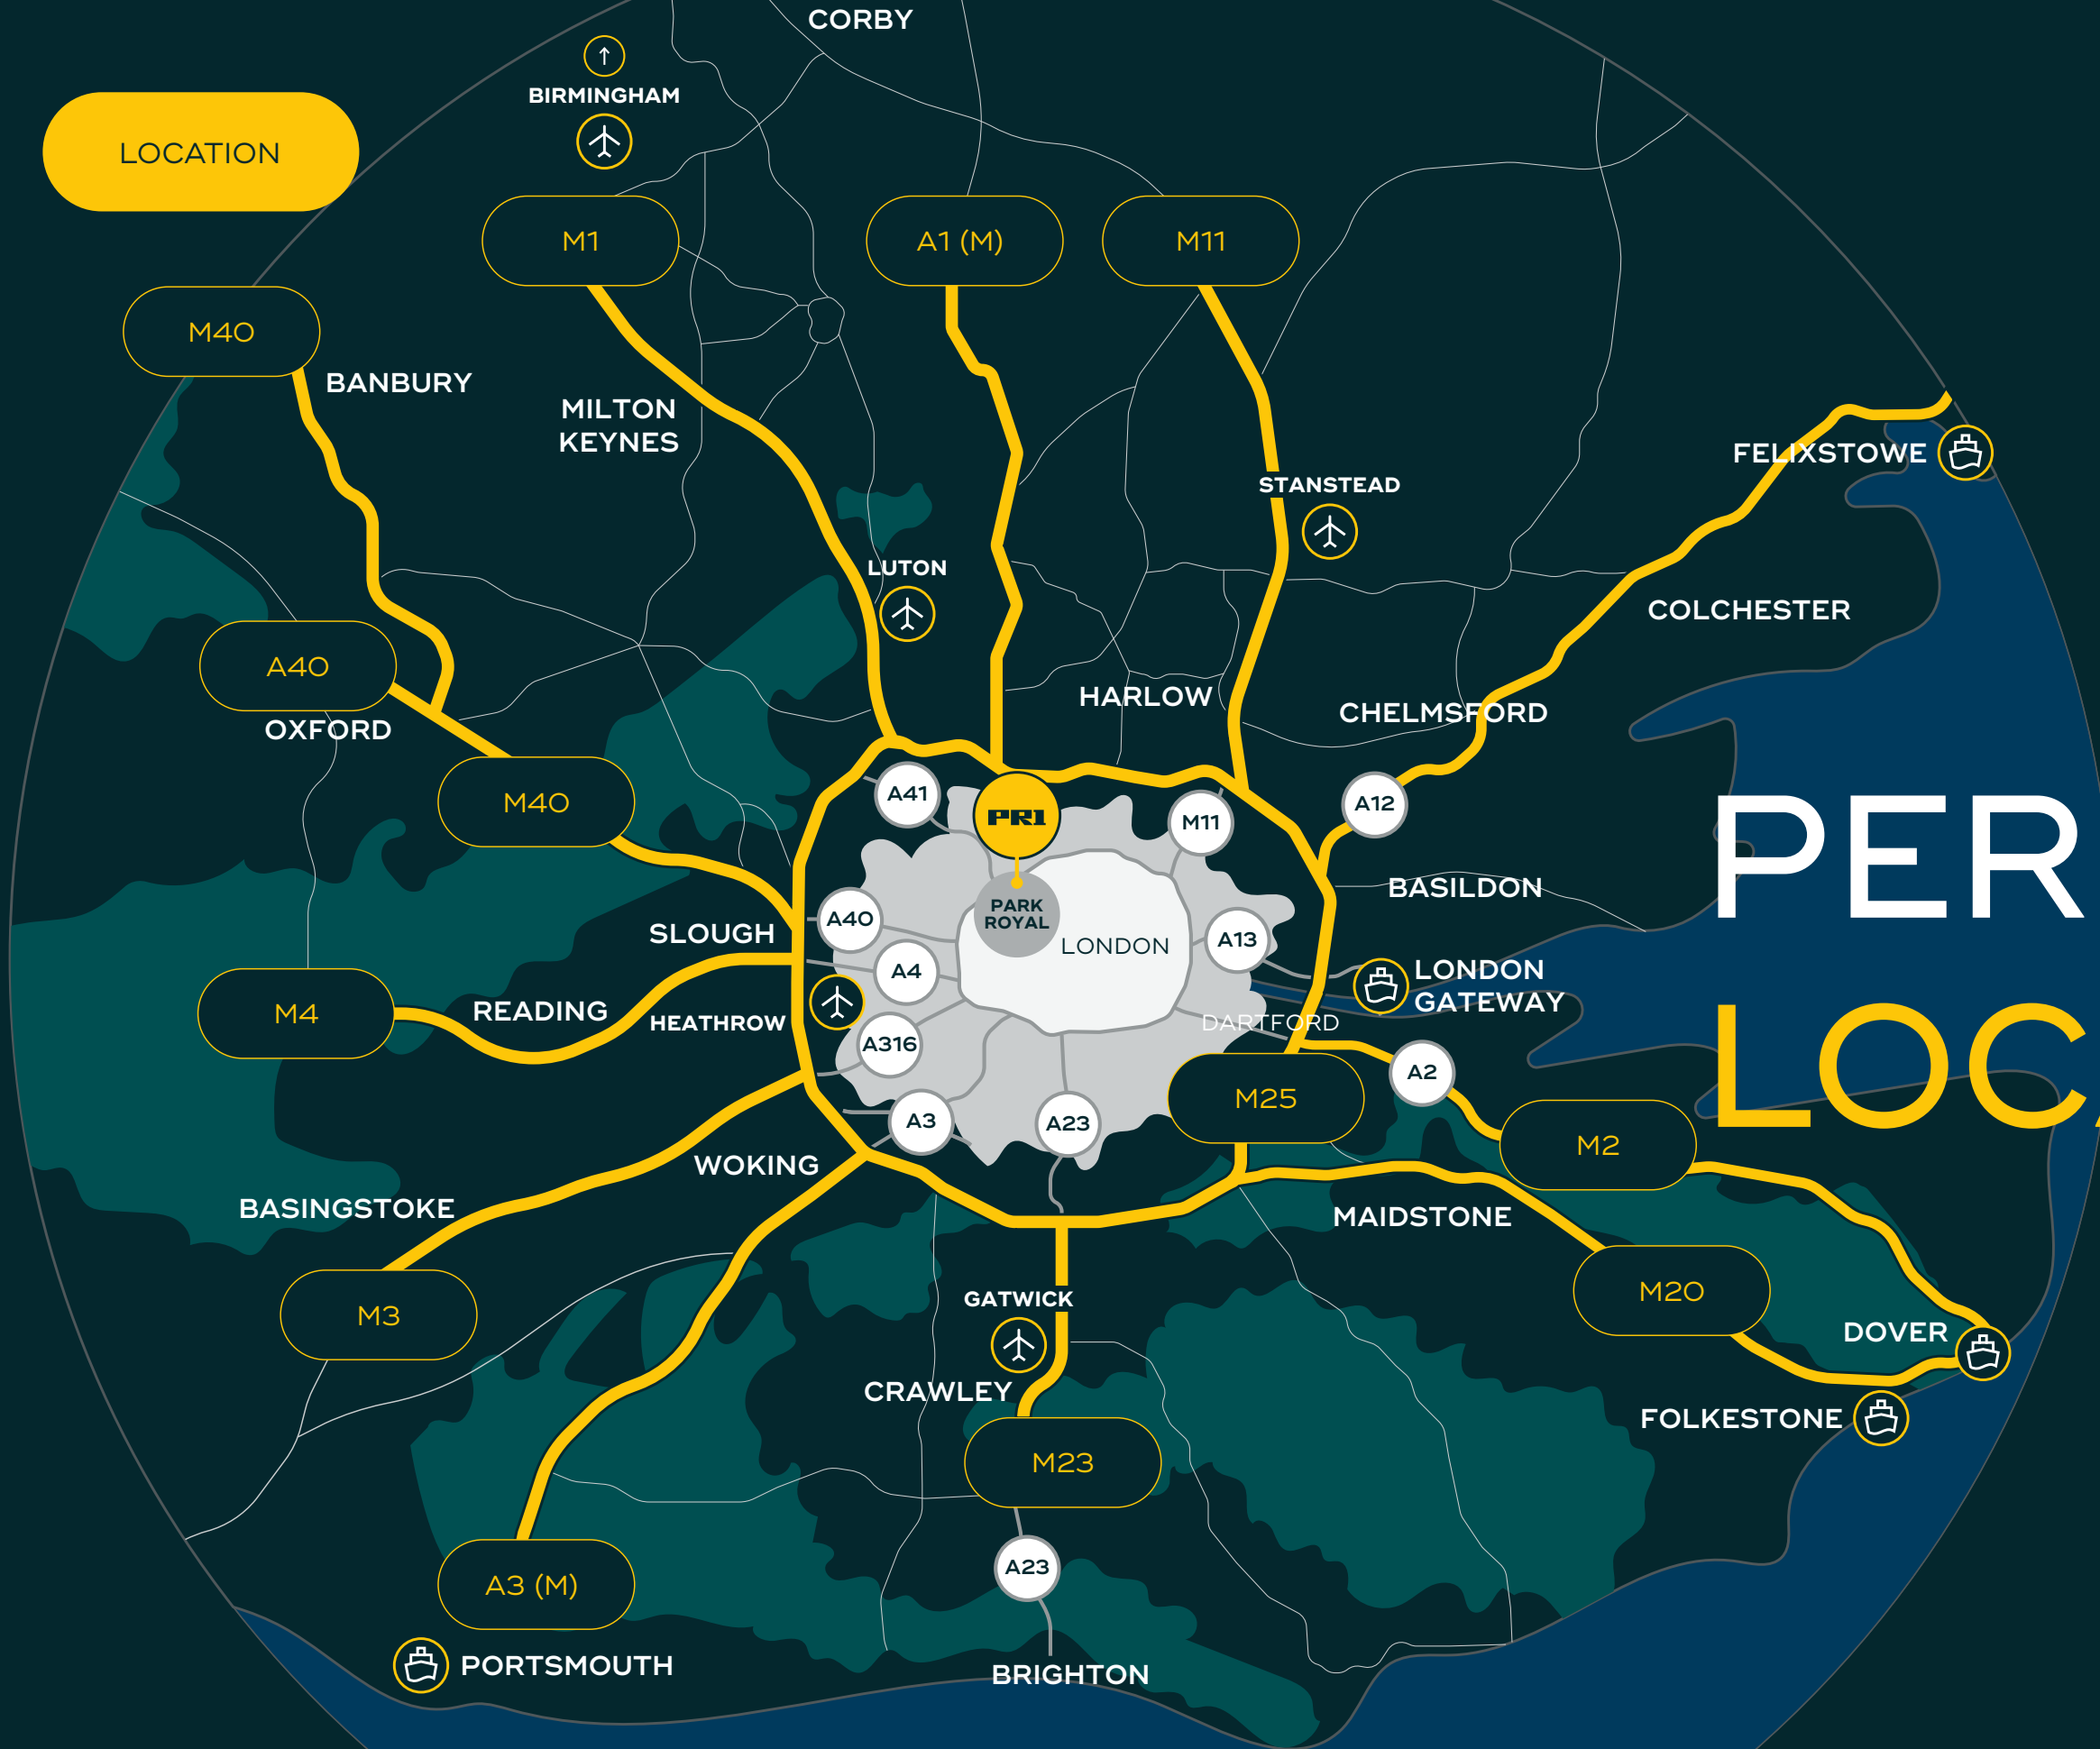 CORBY
BIRMINGHAM
LOCATION
M1
A1 (M)
M11
M40
BANBURY
MILTON
KEYNES
FELIXSTOWE
STANSTEAD
LUTON
COLCHESTER
A40
OXFORD
HARLOW
CHELMSFORD
M40
A41
PR1
M11
A12
PER
BASILDON
PARK
ROYAL
A40
SLOUGH
LONDON
A13
A4
LONDON
GATEWAY
M4
READING
HEATHROW
DARTFORD
LOC
A316
A2
M25
A3
A23
M2
WOKING
BASINGSTOKE
MAIDSTONE
M20
GATWICK
M3
DOVER
CRAWLEY
FOLKESTONE
M23
A23
A3 (M)
PORTSMOUTH
BRIGHTON